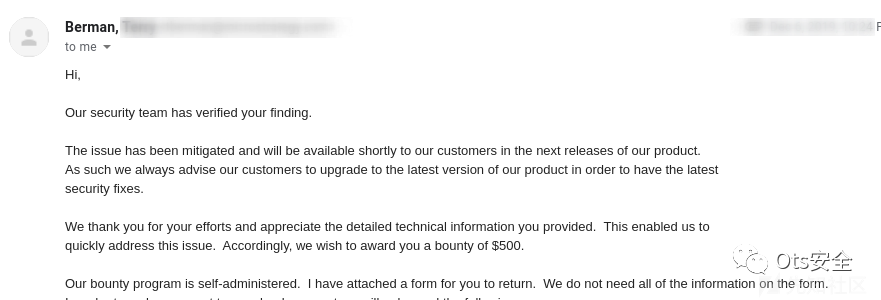 Berman,
to me
Hi,
Our security team has verified your finding.
The issue has been mitigated and will be available shortly to our customers in the next releases of our product.
As such we always advise our customers to upgrade to the latest version of our product in order to have the latest
security fixes.
We thank you for your efforts and appreciate the detailed technical information you provided.  This enabled us to
quickly address this issue.  Accordingly, we wish to award you a bounty of $500.
Ots安全
Our bounty program is self-administered.  I have attached a form for you to return.  We do not need all of the information on the form.